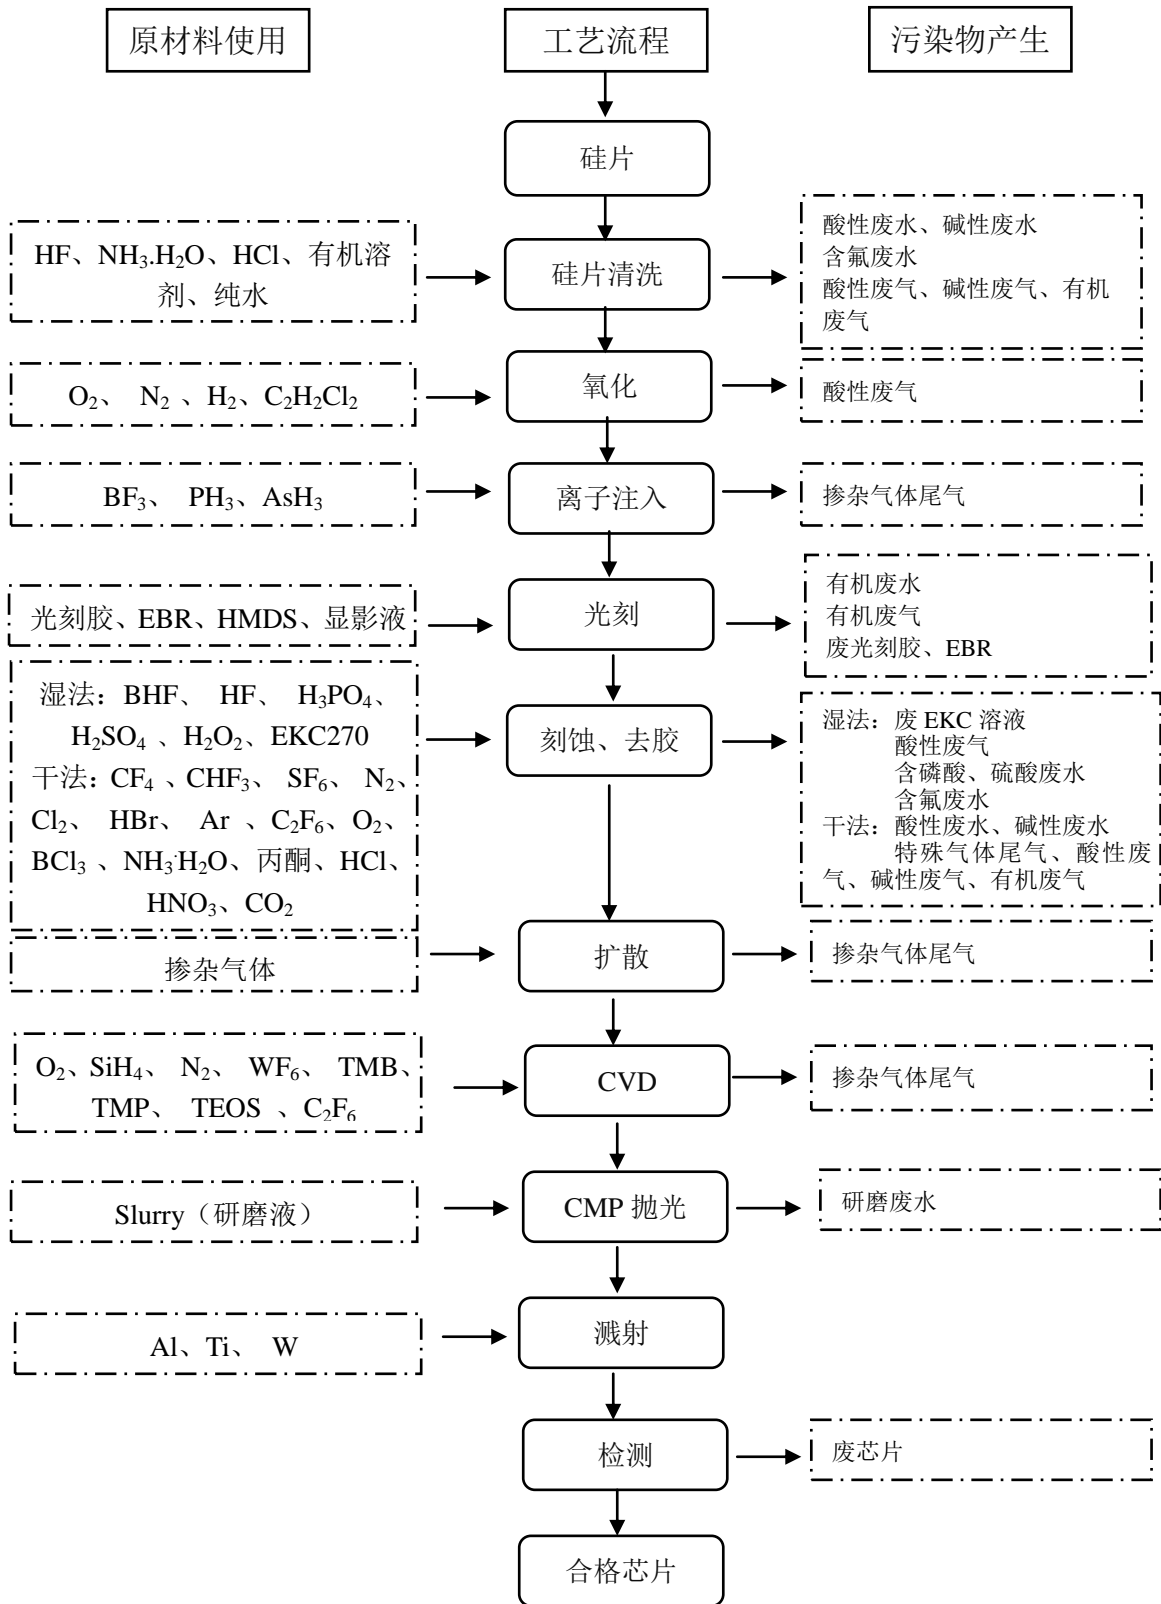 原材料使用
工艺流程
污染物产生
硅片
HF、NH₃.H₂O、HCl、有机溶
剂、纯水
硅片清洗
酸性废水、碱性废水
含氟废水
酸性废气、碱性废气、有机
废气
O₂、 N₂ 、H₂、C₂H₂Cl₂
氧化
酸性废气
BF₃、 PH₃、AsH₃
离子注入
掺杂气体尾气
光刻胶、EBR、HMDS、显影液
光刻
有机废水
有机废气
废光刻胶、EBR
湿法：BHF、 HF、 H₃PO₄、
H₂SO₄ 、H₂O₂、EKC270
干法：CF₄ 、CHF₃、 SF₆、 N₂、
Cl₂、 HBr、 Ar 、C₂F₆、O₂、
BCl₃ 、NH₃·H₂O、丙酮、HCl、
HNO₃、CO₂
刻蚀、去胶
湿法：废 EKC 溶液
酸性废气
含磷酸、硫酸废水
含氟废水
干法：酸性废水、碱性废水
特殊气体尾气、酸性废
气、碱性废气、有机废气
掺杂气体
扩散
掺杂气体尾气
O₂、SiH₄、 N₂、 WF₆、 TMB、
TMP、 TEOS 、C₂F₆
CVD
掺杂气体尾气
Slurry（研磨液）
CMP 抛光
研磨废水
Al、Ti、 W
溅射
检测
废芯片
合格芯片